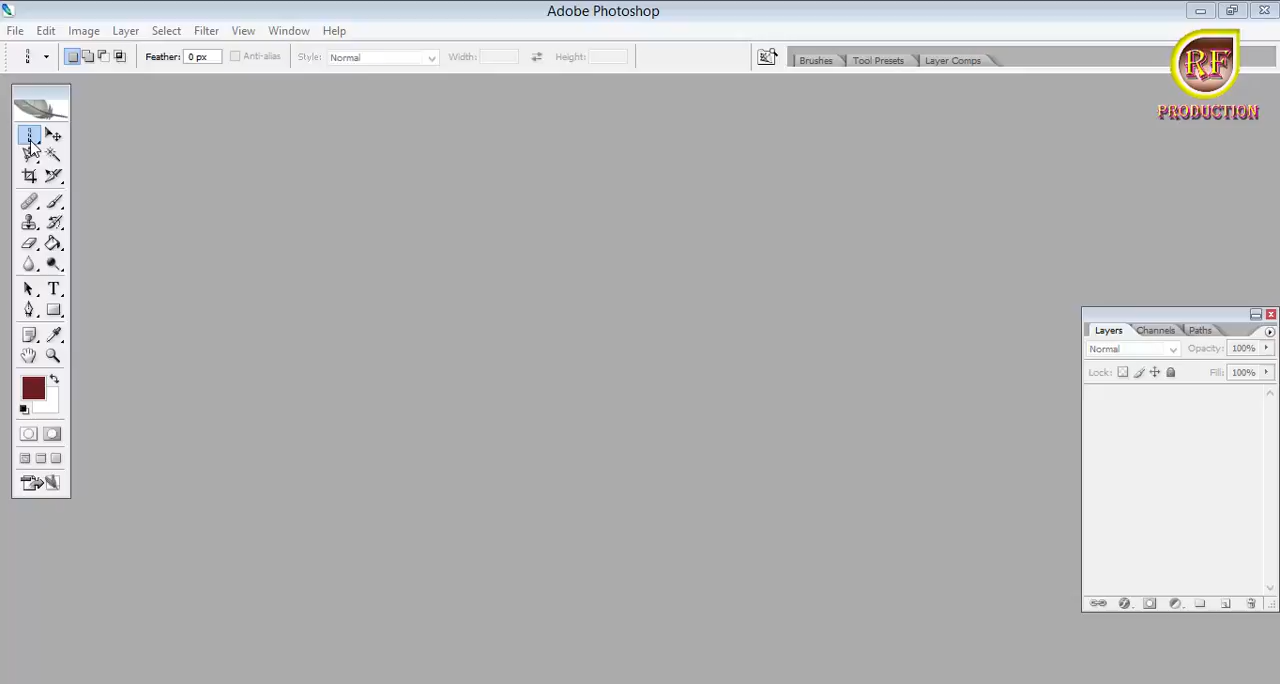 Adobe Photoshop
File Edit Image Layer Select Filter View Window Help
Feather: 0 px Anti-alias Style: Normal Width: Height: Brushes Tool Presets Layer Comps
RF
PRODUCTION
T
Layers Channels Paths
Normal Opacity: 100%
Lock: Fill: 100%